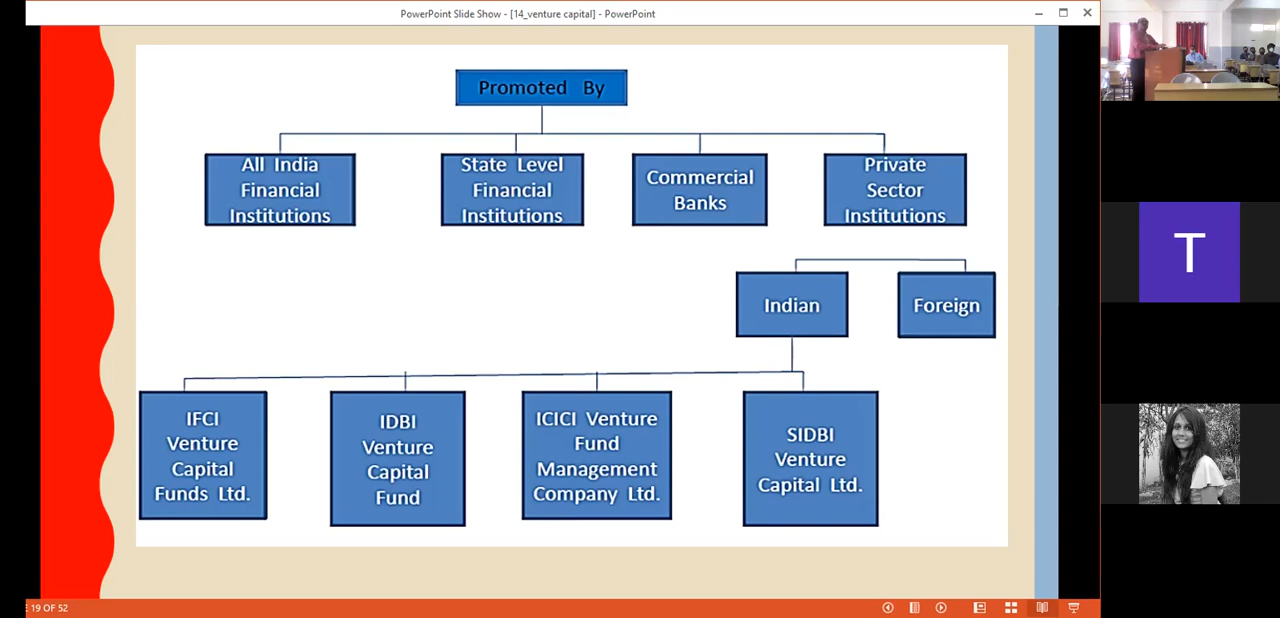 PowerPoint Slide Show - [14_venture capital] - PowerPoint
Promoted By
All India
Financial
Institutions
State Level
Financial
Institutions
Commercial
Banks
Private
Sector
Institutions
Indian
Foreign
IFCI
Venture
Capital
Funds Ltd.
IDBI
Venture
Capital
Fund
ICICI Venture
Fund
Management
Company Ltd.
SIDBI
Venture
Capital Ltd.
19 OF 52
T